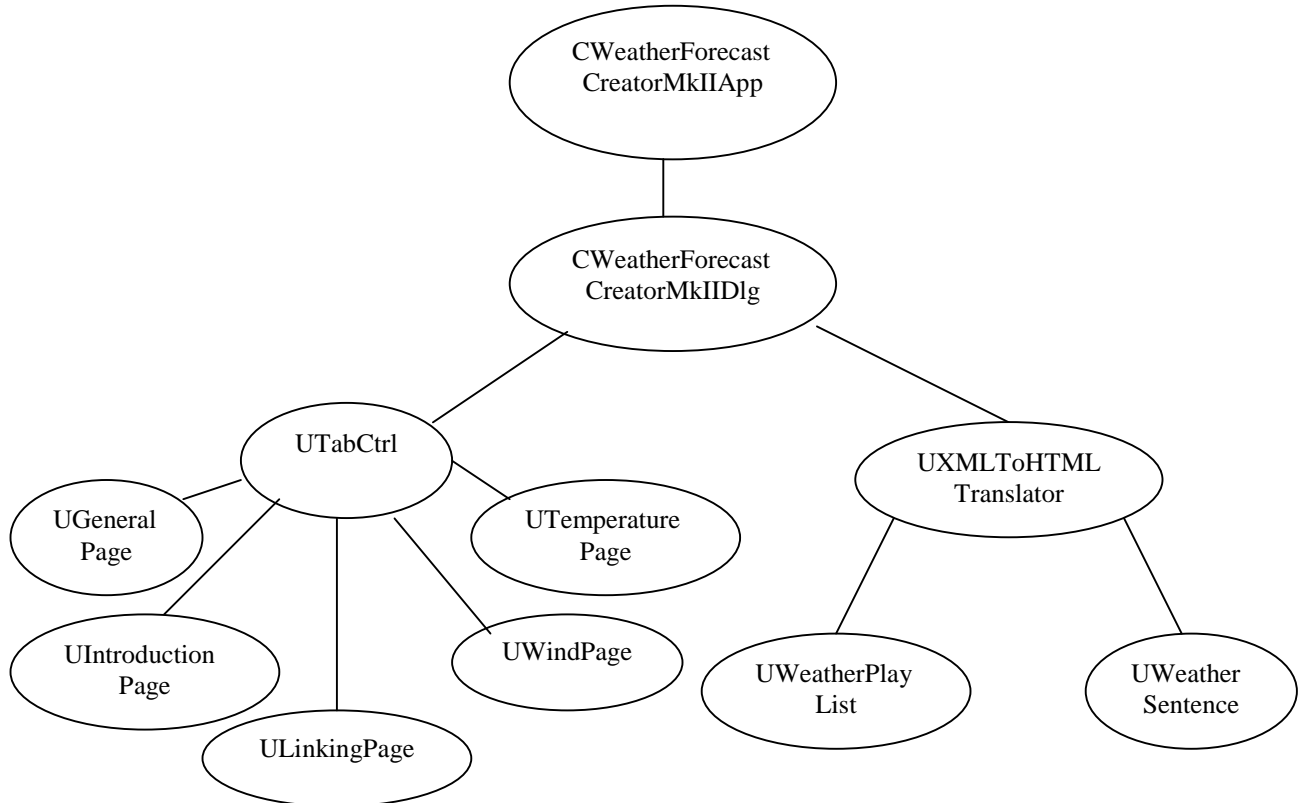 CWeatherForecast
CreatorMkIIApp
CWeatherForecast
CreatorMkIIDlg
UTabCtrl
UXMLToHTML
Translator
UGeneral
Page
UTemperature
Page
UIntroduction
Page
UWindPage
UWeatherPlay
List
UWeather
Sentence
ULinkingPage